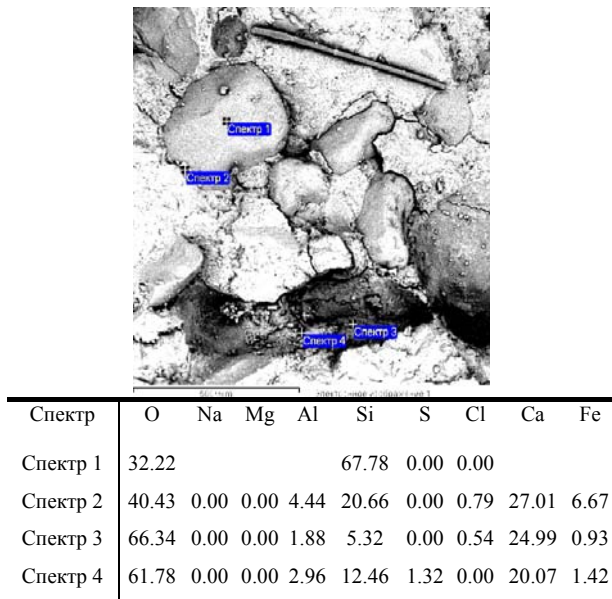 Спектр 1
Спектр 2
Спектр 3
Спектр 4
Спектр O Na Mg Al Si S Cl Ca Fe
Спектр 1 32.22 67.78 0.00 0.00
Спектр 2 40.43 0.00 0.00 4.44 20.66 0.00 0.79 27.01 6.67
Спектр 3 66.34 0.00 0.00 1.88 5.32 0.00 0.54 24.99 0.93
Спектр 4 61.78 0.00 0.00 2.96 12.46 1.32 0.00 20.07 1.42